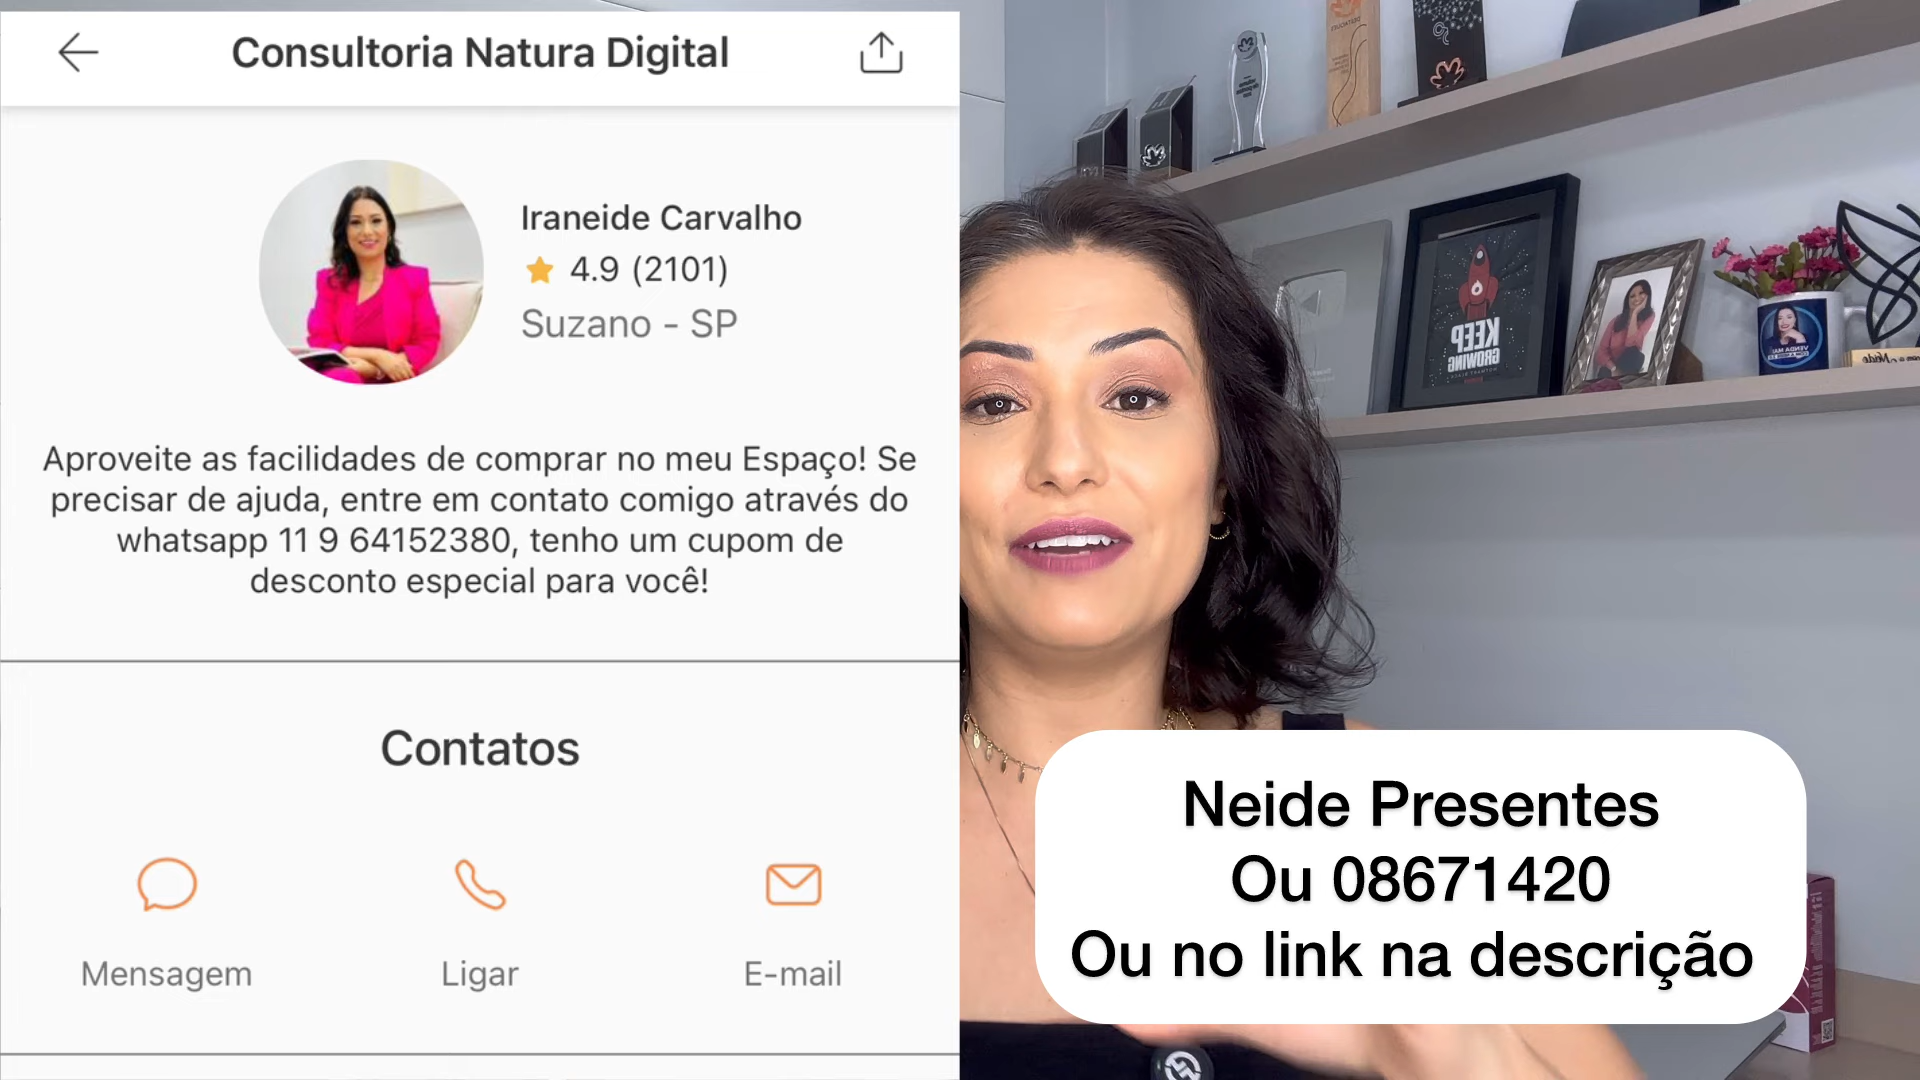 Consultoria Natura Digital
Iraneide Carvalho
4.9 (2101)
Suzano - SP
Aproveite as facilidades de comprar no meu Espaço! Se
precisar de ajuda, entre em contato comigo através do
whatsapp 11 9 64152380, tenho um cupom de
desconto especial para você!
Contatos
Mensagem
Ligar
E-mail
KEEP
GROWING
Neide Presentes
Ou 08671420
Ou no link na descrição